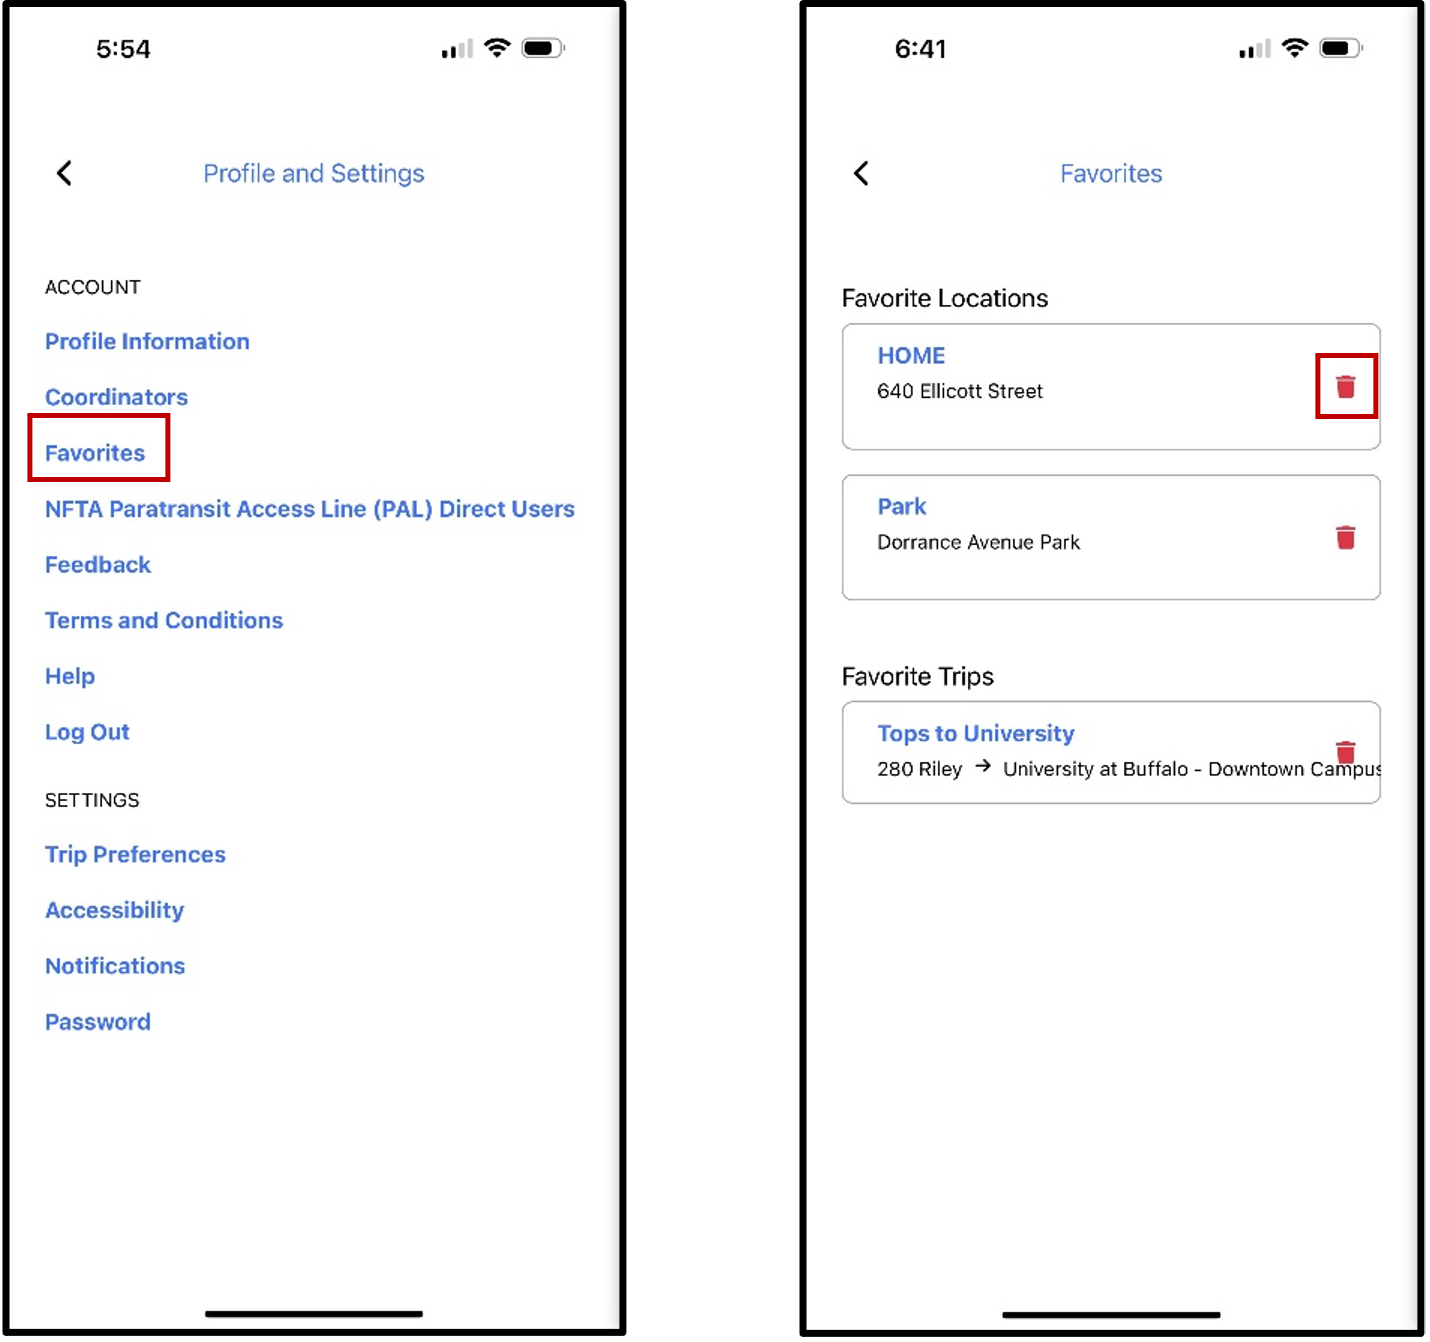 5:54
Profile and Settings
ACCOUNT
Profile Information
Coordinators
Favorites
NFTA Paratransit Access Line (PAL) Direct Users
Feedback
Terms and Conditions
Help
Log Out
SETTINGS
Trip Preferences
Accessibility
Notifications
Password
6:41
Favorites
Favorite Locations
HOME
640 Ellicott Street
Park
Dorrance Avenue Park
Favorite Trips
Tops to University
280 Riley → University at Buffalo - Downtown Campus